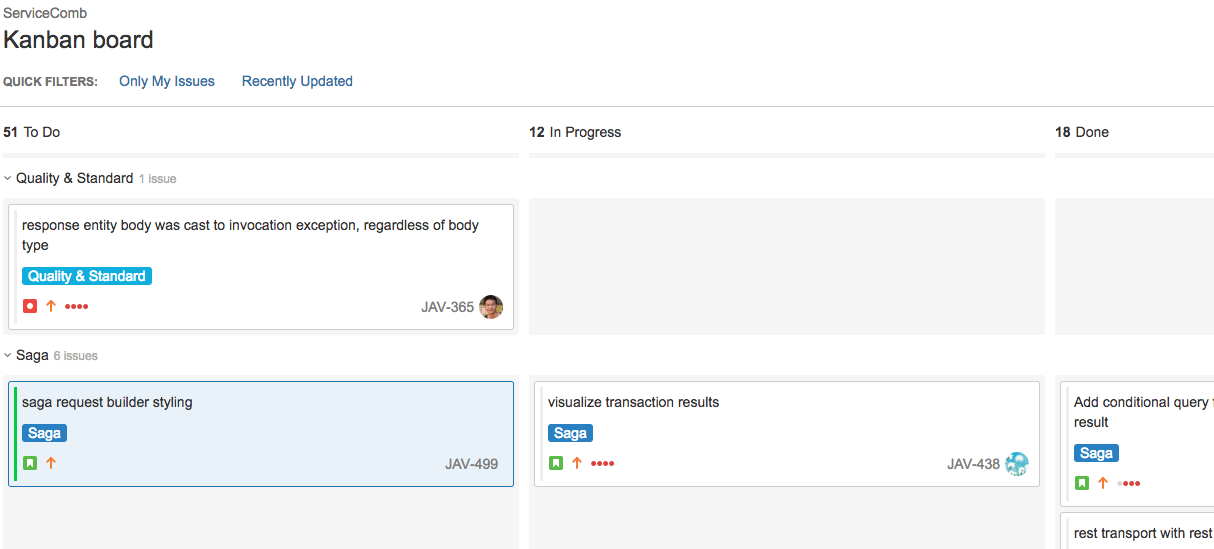 ServiceComb
Kanban board
QUICK FILTERS: Only My Issues Recently Updated
51 To Do 12 In Progress 18 Done
Quality & Standard 1 issue
response entity body was cast to invocation exception, regardless of body
type
Quality & Standard
JAV-365
Saga 6 issues
saga request builder styling
Saga
JAV-499
visualize transaction results
Saga
JAV-438
Add conditional query
result
Saga
rest transport with rest